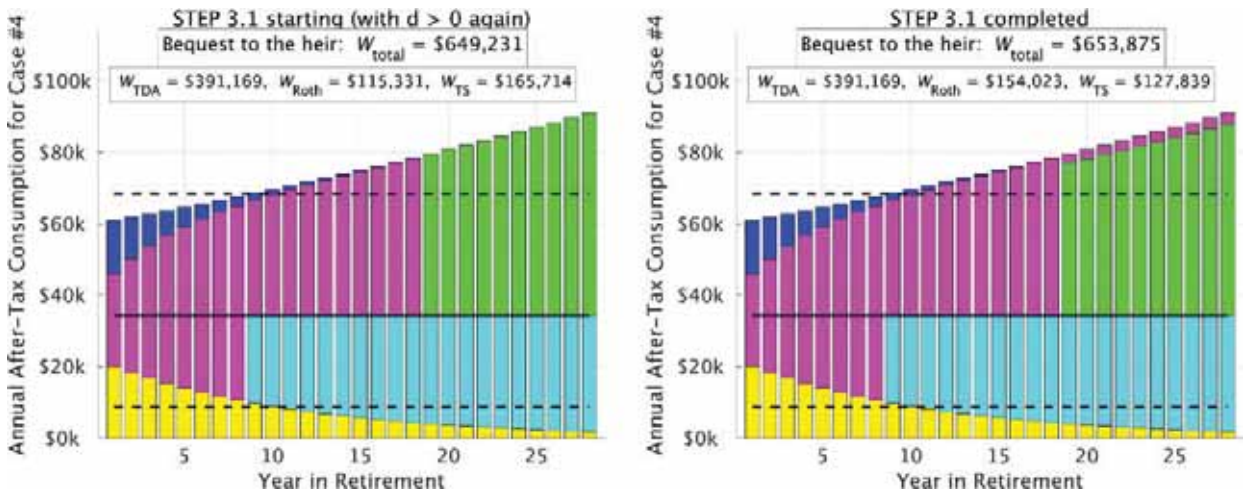 STEP 3.1 starting (with d > 0 again)
Bequest to the heir: W_total = $649,231
W_TDA = $391,169, W_Roth = $115,331, W_TS = $165,714
Annual After-Tax Consumption for Case #4
$100k
$80k
$60k
$40k
$20k
$0k
5 10 15 20 25
Year in Retirement
STEP 3.1 completed
Bequest to the heir: W_total = $653,875
W_TDA = $391,169, W_Roth = $154,023, W_TS = $127,839
Annual After-Tax Consumption for Case #4
$100k
$80k
$60k
$40k
$20k
$0k
5 10 15 20 25
Year in Retirement